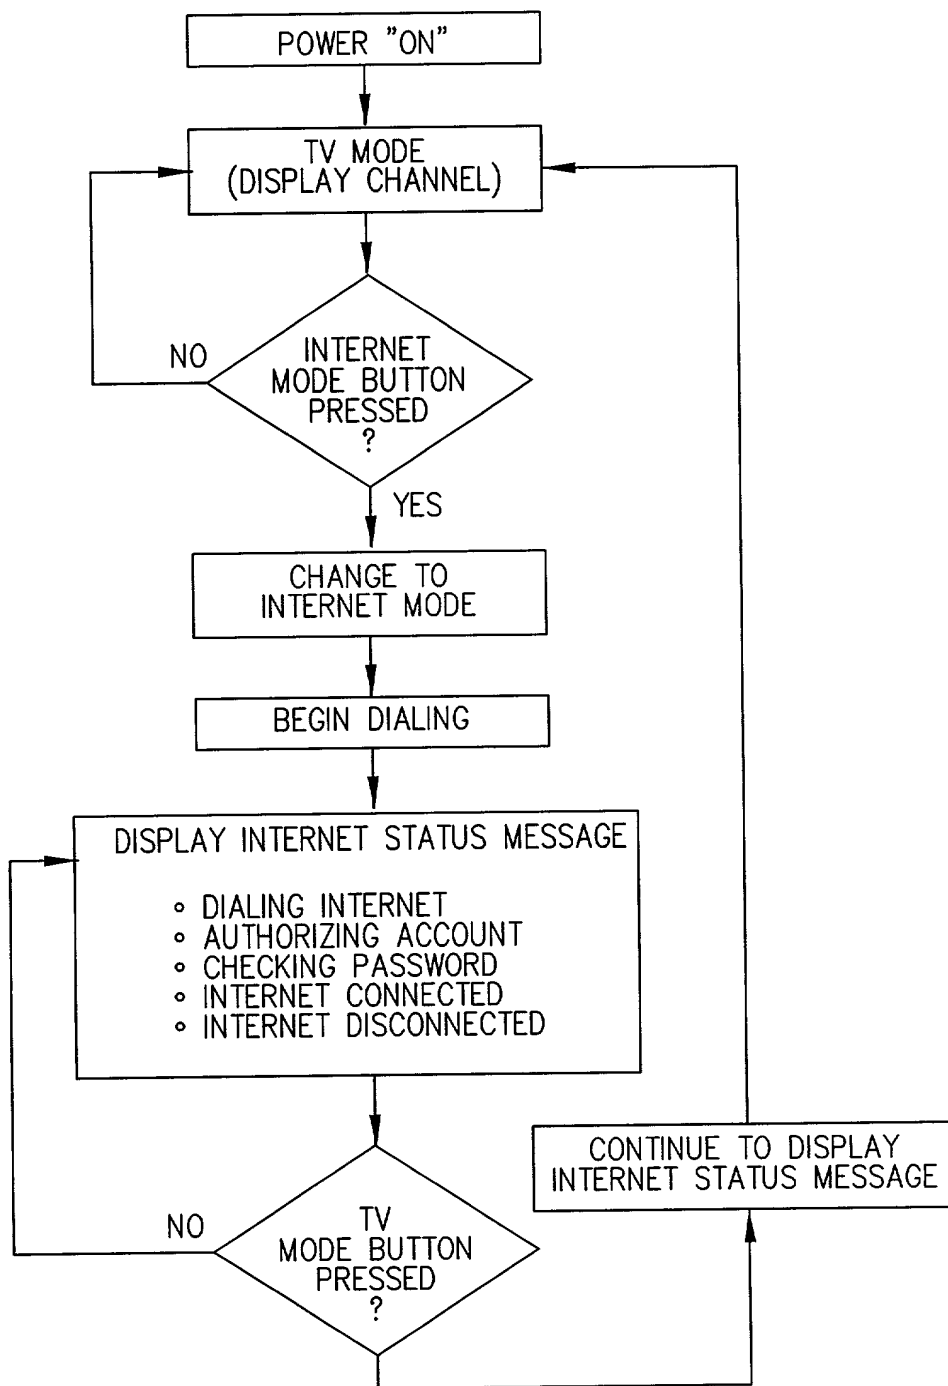 POWER "ON"
TV MODE
(DISPLAY CHANNEL)
NO
INTERNET
MODE BUTTON
PRESSED
?
YES
CHANGE TO
INTERNET MODE
BEGIN DIALING
DISPLAY INTERNET STATUS MESSAGE
∘ DIALING INTERNET
∘ AUTHORIZING ACCOUNT
∘ CHECKING PASSWORD
∘ INTERNET CONNECTED
∘ INTERNET DISCONNECTED
CONTINUE TO DISPLAY
INTERNET STATUS MESSAGE
NO
TV
MODE BUTTON
PRESSED
?